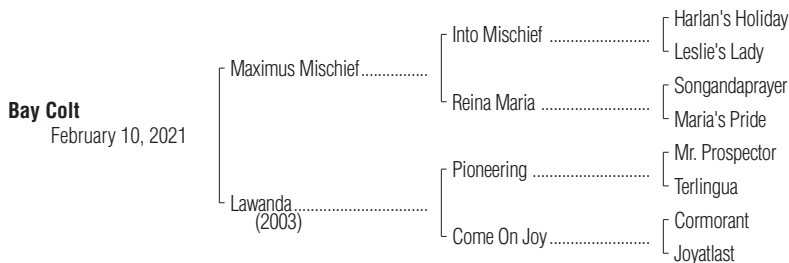 Bay Colt
February 10, 2021
Maximus Mischief
Lawanda
(2003)
Into Mischief
Reina Maria
Pioneering
Come On Joy
Harlan's Holiday
Leslie's Lady
Songandaprayer
Maria's Pride
Mr. Prospector
Terlingua
Cormorant
Joyatlast